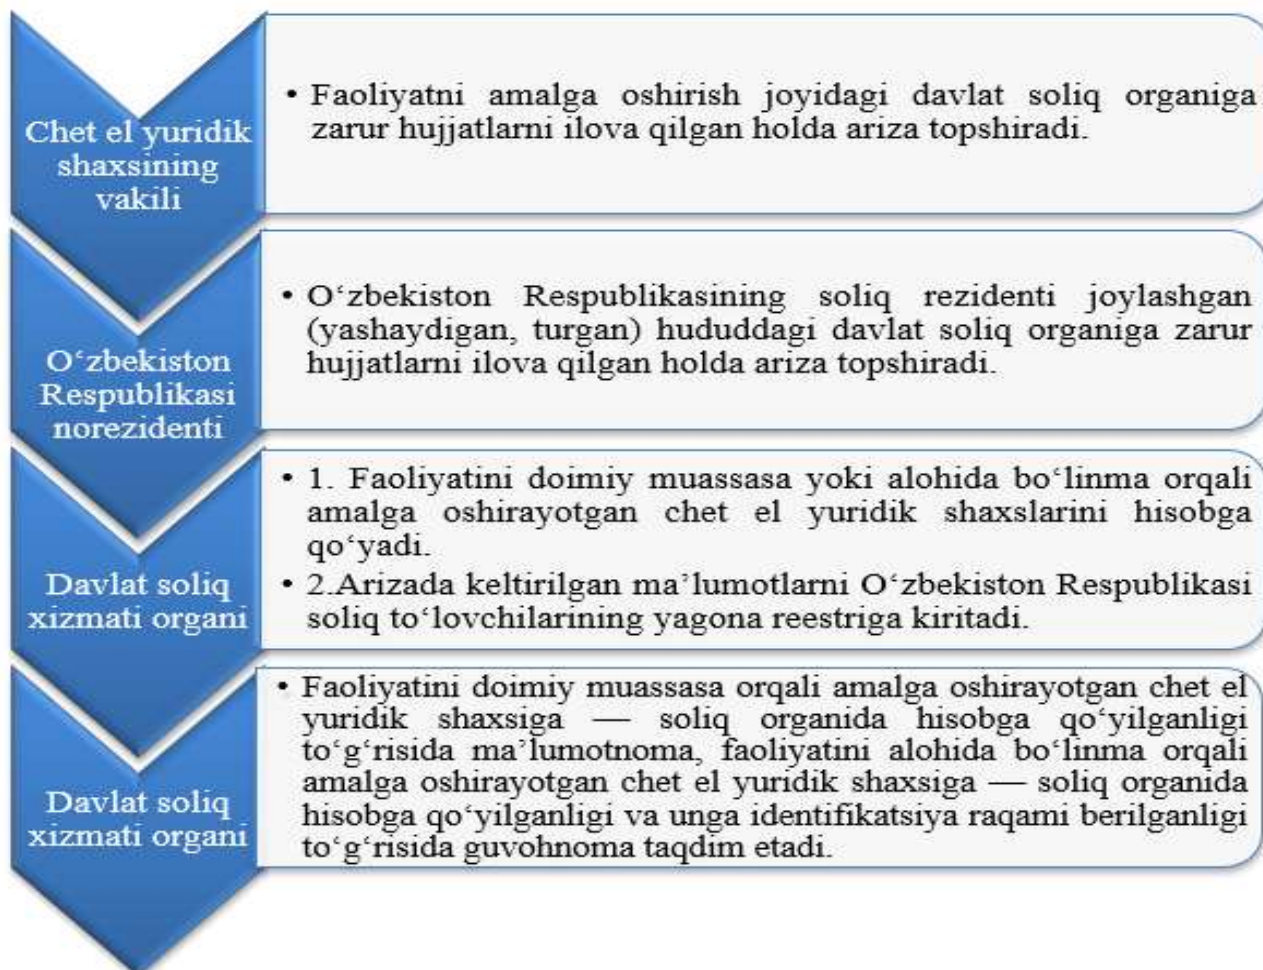 Chet el yuridik
shaxsining
vakili
• Faoliyatni amalga oshirish joyidagi davlat soliq organiga
zarur hujjatlarni ilova qilgan holda ariza topshiradi.
O‘zbekiston
Respublikasi
norezidenti
• O‘zbekiston Respublikasining soliq rezidenti joylashgan
(yashaydigan, turgan) hududdagi davlat soliq organiga zarur
hujjatlarni ilova qilgan holda ariza topshiradi.
Davlat soliq
xizmati organi
• 1. Faoliyatini doimiy muassasa yoki alohida bo‘linma orqali
amalga oshirayotgan chet el yuridik shaxslarini hisobga
qo‘yadi.
• 2.Arizada keltirilgan ma’lumotlarni O‘zbekiston Respublikasi
soliq to‘lovchilarining yagona reestriga kiritadi.
Davlat soliq
xizmati organi
• Faoliyatini doimiy muassasa orqali amalga oshirayotgan chet el
yuridik shaxsiga — soliq organida hisobga qo‘yilganligi
to‘g‘risida ma’lumotnoma, faoliyatini alohida bo‘linma orqali
amalga oshirayotgan chet el yuridik shaxsiga — soliq organida
hisobga qo‘yilganligi va unga identifikatsiya raqami berilganligi
to‘g‘risida guvohnoma taqdim etadi.